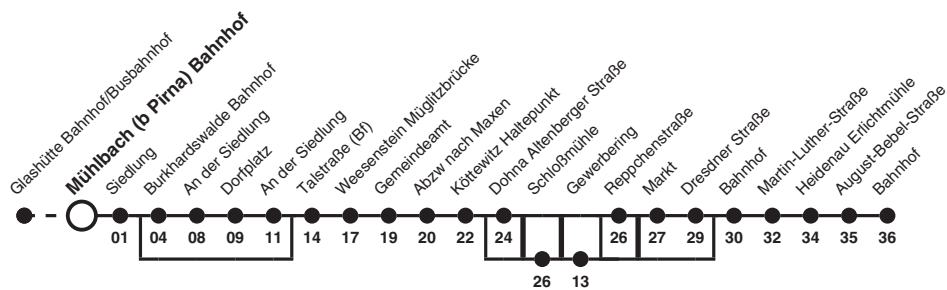 Glashütte Bahnhof/Busbahnhof
Mühlbach (b Pirna) Bahnhof
Siedlung
Burkhardswalde Bahnhof
An der Siedlung
Dorfplatz
An der Siedlung
Talstraße (Bf)
Weesenstein Müglitzbrücke
Gemeindeamt
Abzw nach Maxen
Köttewitz Haltepunkt
Dohna Altenberger Straße
Schloßmühle
Gewerbering
Reppchenstraße
Markt
Dresdner Straße
Bahnhof
Martin-Luther-Straße
Heidenau Erlichtmühle
August-Bebel-Straße
Bahnhof
01 04 08 09 11 14 17 19 20 22 24 26 27 29 30 32 34 35 36
26 13